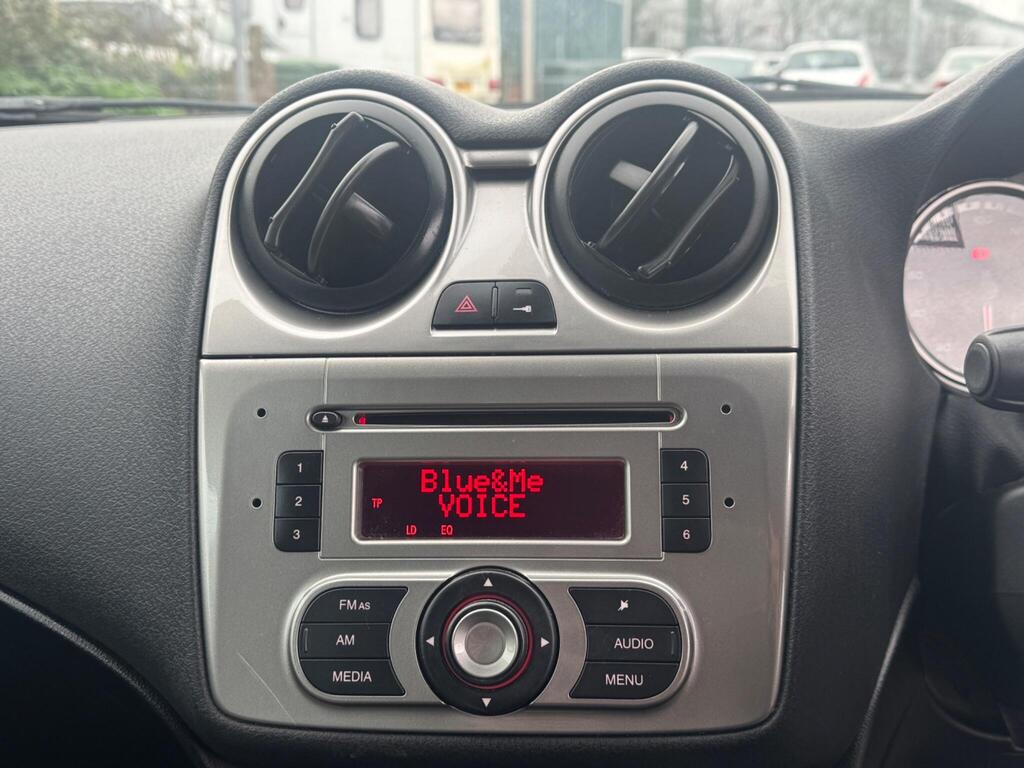 1
2
3
4
5
6
Blue&Me
VOICE
TP
LD EQ
FM AS
AM
MEDIA
AUDIO
MENU